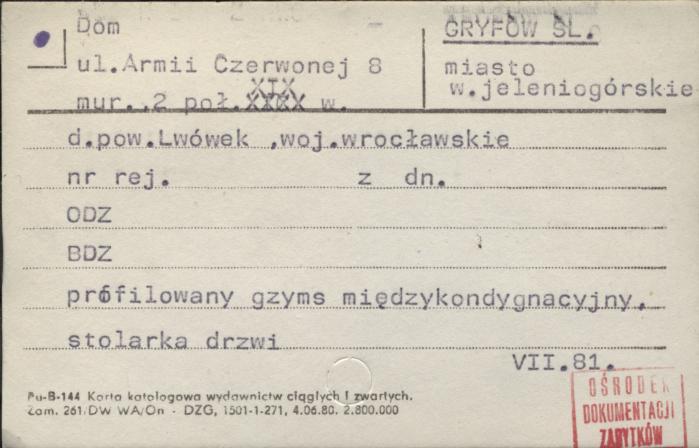 Dom
GRYFÓW ŚL.
ul.Armii Czerwonej 8
miasto
w.jeleniogórskie
XIX
mur.,2 poł.XXXX w.
d.pow.Lwówek ,woj.wrocławskie
nr rej. z dn.
ODZ
BDZ
prófilowany gzyms międzykondygnacyjny,
stolarka drzwi
VII.81.
Pu-B-144 Karta katalogowa wydawnictw ciągłych i zwartych.
Zam. 261/DW WA/On - DZG, 1501-1-271, 4.06.80. 2.800.000
OŚRODEK
DOKUMENTACJI
ZABYTKÓW